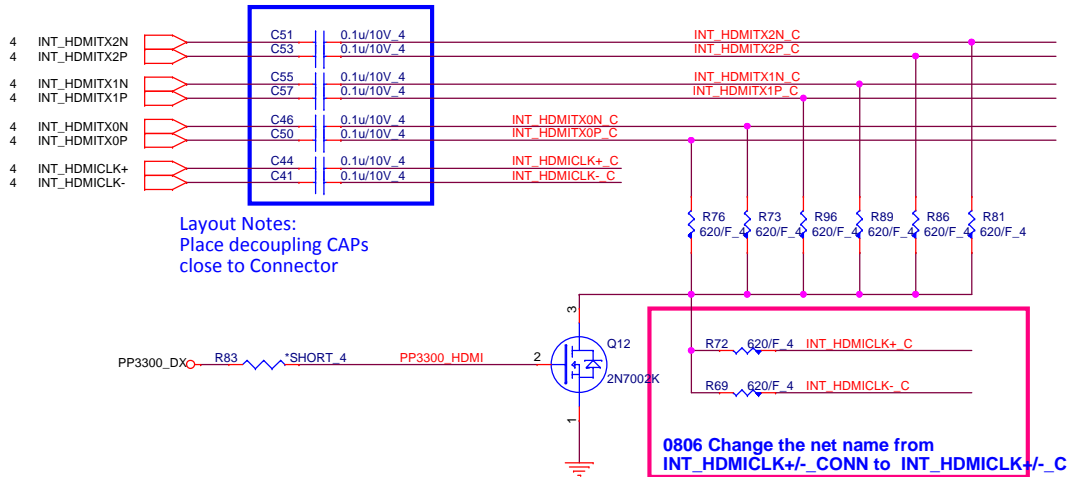 4 INT_HDMITX2N C51 0.1u/10V_4 INT_HDMITX2N_C
4 INT_HDMITX2P C53 0.1u/10V_4 INT_HDMITX2P_C
4 INT_HDMITX1N C55 0.1u/10V_4 INT_HDMITX1N_C
4 INT_HDMITX1P C57 0.1u/10V_4 INT_HDMITX1P_C
4 INT_HDMITX0N C46 0.1u/10V_4 INT_HDMITX0N_C
4 INT_HDMITX0P C50 0.1u/10V_4 INT_HDMITX0P_C
4 INT_HDMICLK+ C44 0.1u/10V_4 INT_HDMICLK+_C
4 INT_HDMICLK- C41 0.1u/10V_4 INT_HDMICLK-_C
Layout Notes:
Place decoupling CAPs
close to Connector
R76 R73 R96 R89 R86 R81
620/F_4 620/F_4 620/F_4 620/F_4 620/F_4 620/F_4
3
Q12
R72 620/F_4 INT_HDMICLK+_C
PP3300_DX R83 *SHORT_4 PP3300_HDMI 2
2N7002K
R69 620/F_4 INT_HDMICLK-_C
1
0806 Change the net name from
INT_HDMICLK+/-_CONN to INT_HDMICLK+/-_C